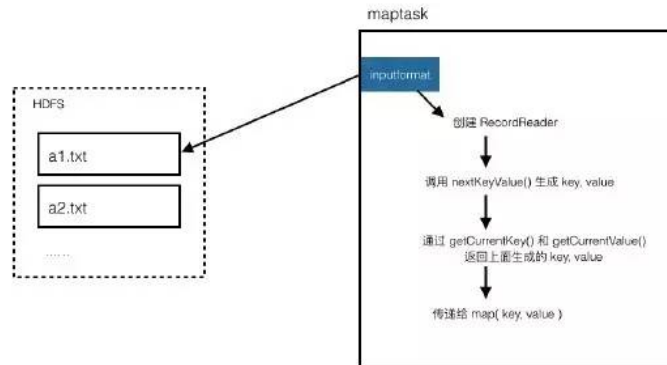 maptask
inputformat
HDFS
a1.txt
a2.txt
......
创建 RecordReader
调用 nextKeyValue() 生成 key, value
通过 getCurrentKey() 和 getCurrentValue()
返回上面生成的 key, value
传递给 map( key, value )